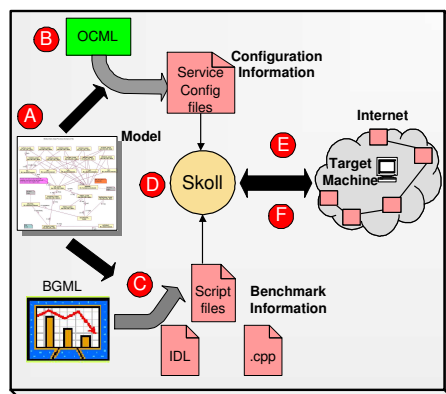 B
OCML
Configuration
Information
Service
Config
files
A
Model
Internet
E
Target
Machine
D
Skoll
F
BGML
C
Script
files
Benchmark
Information
IDL
.cpp